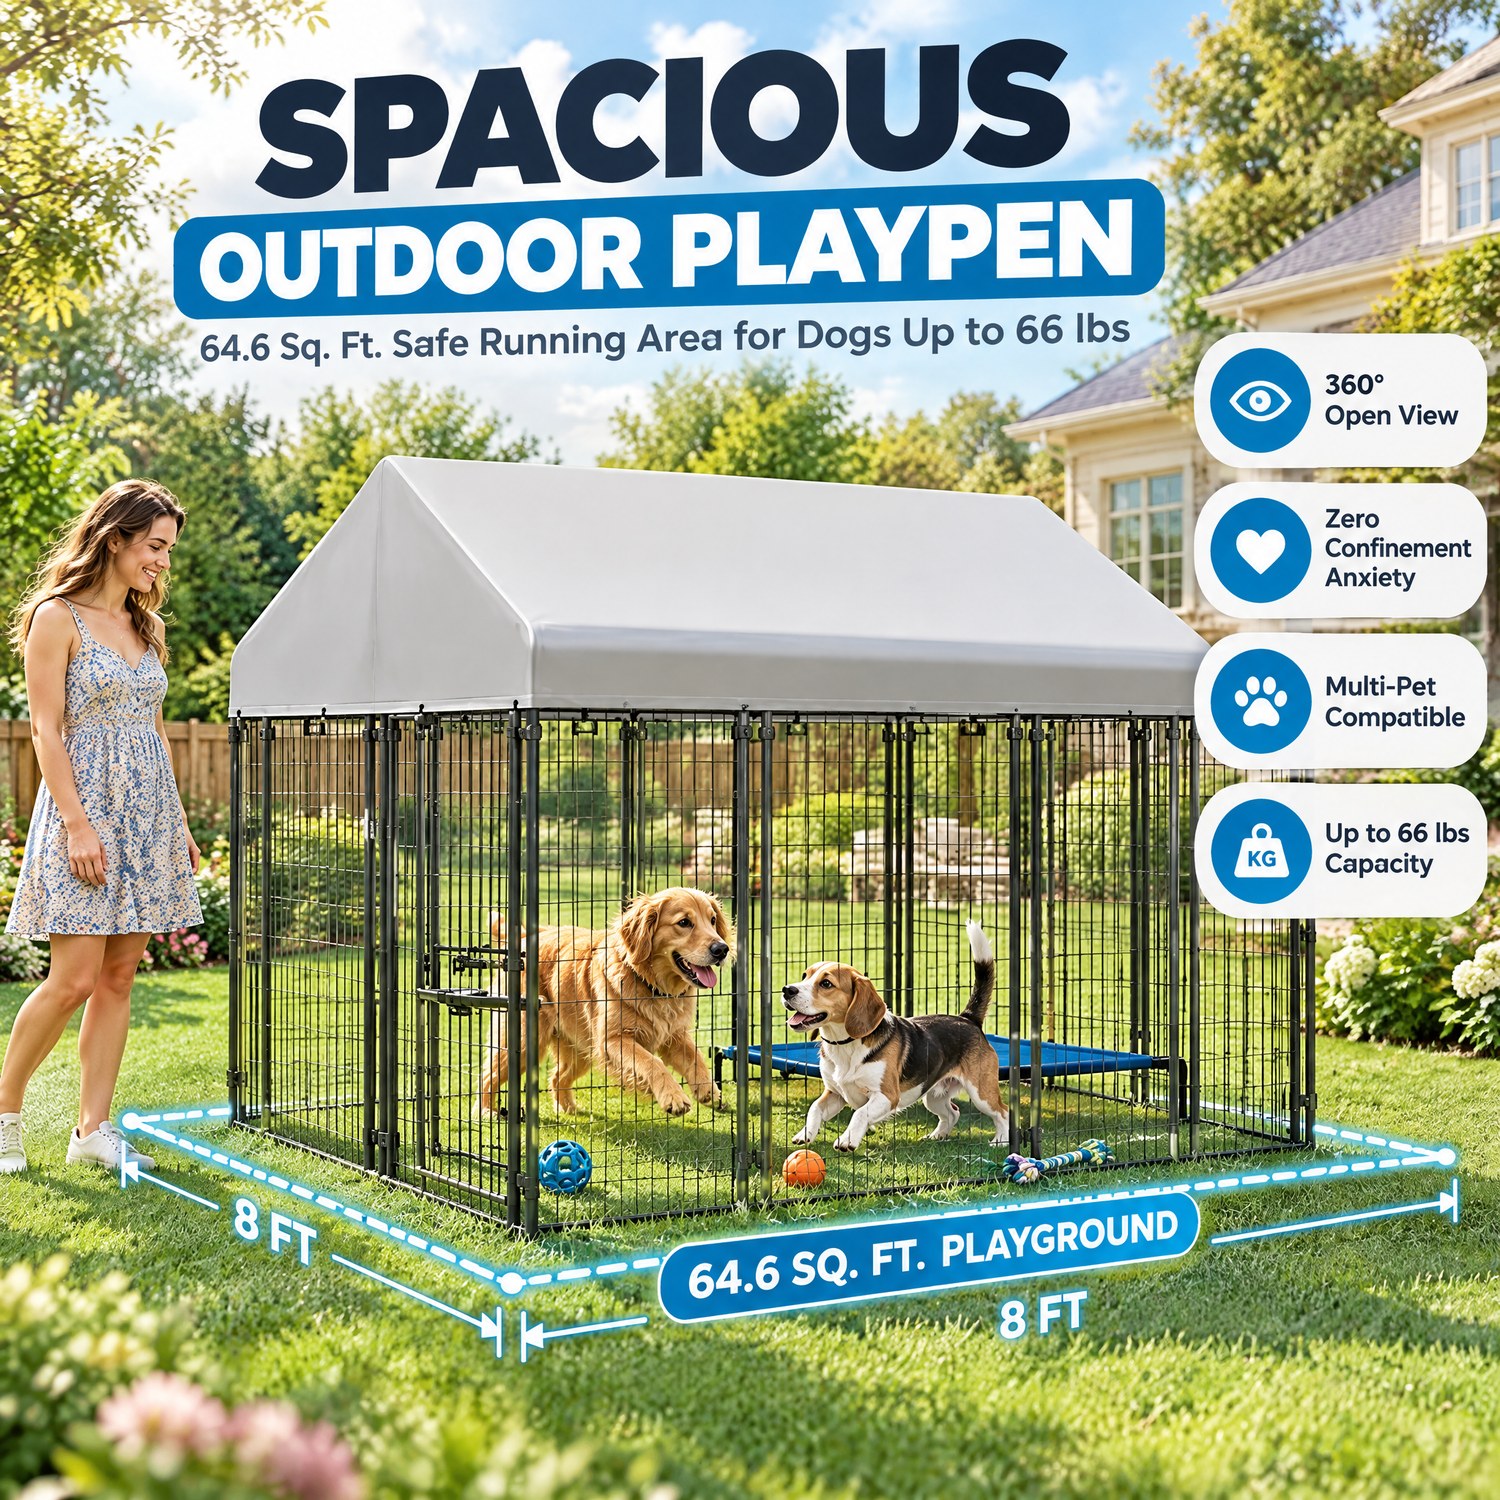 SPACIOUS
OUTDOOR PLAYPEN
64.6 Sq. Ft. Safe Running Area for Dogs Up to 66 lbs
360°
Open View
Zero
Confinement
Anxiety
Multi-Pet
Compatible
KG
Up to 66 lbs
Capacity
8 FT
64.6 SQ. FT. PLAYGROUND
8 FT